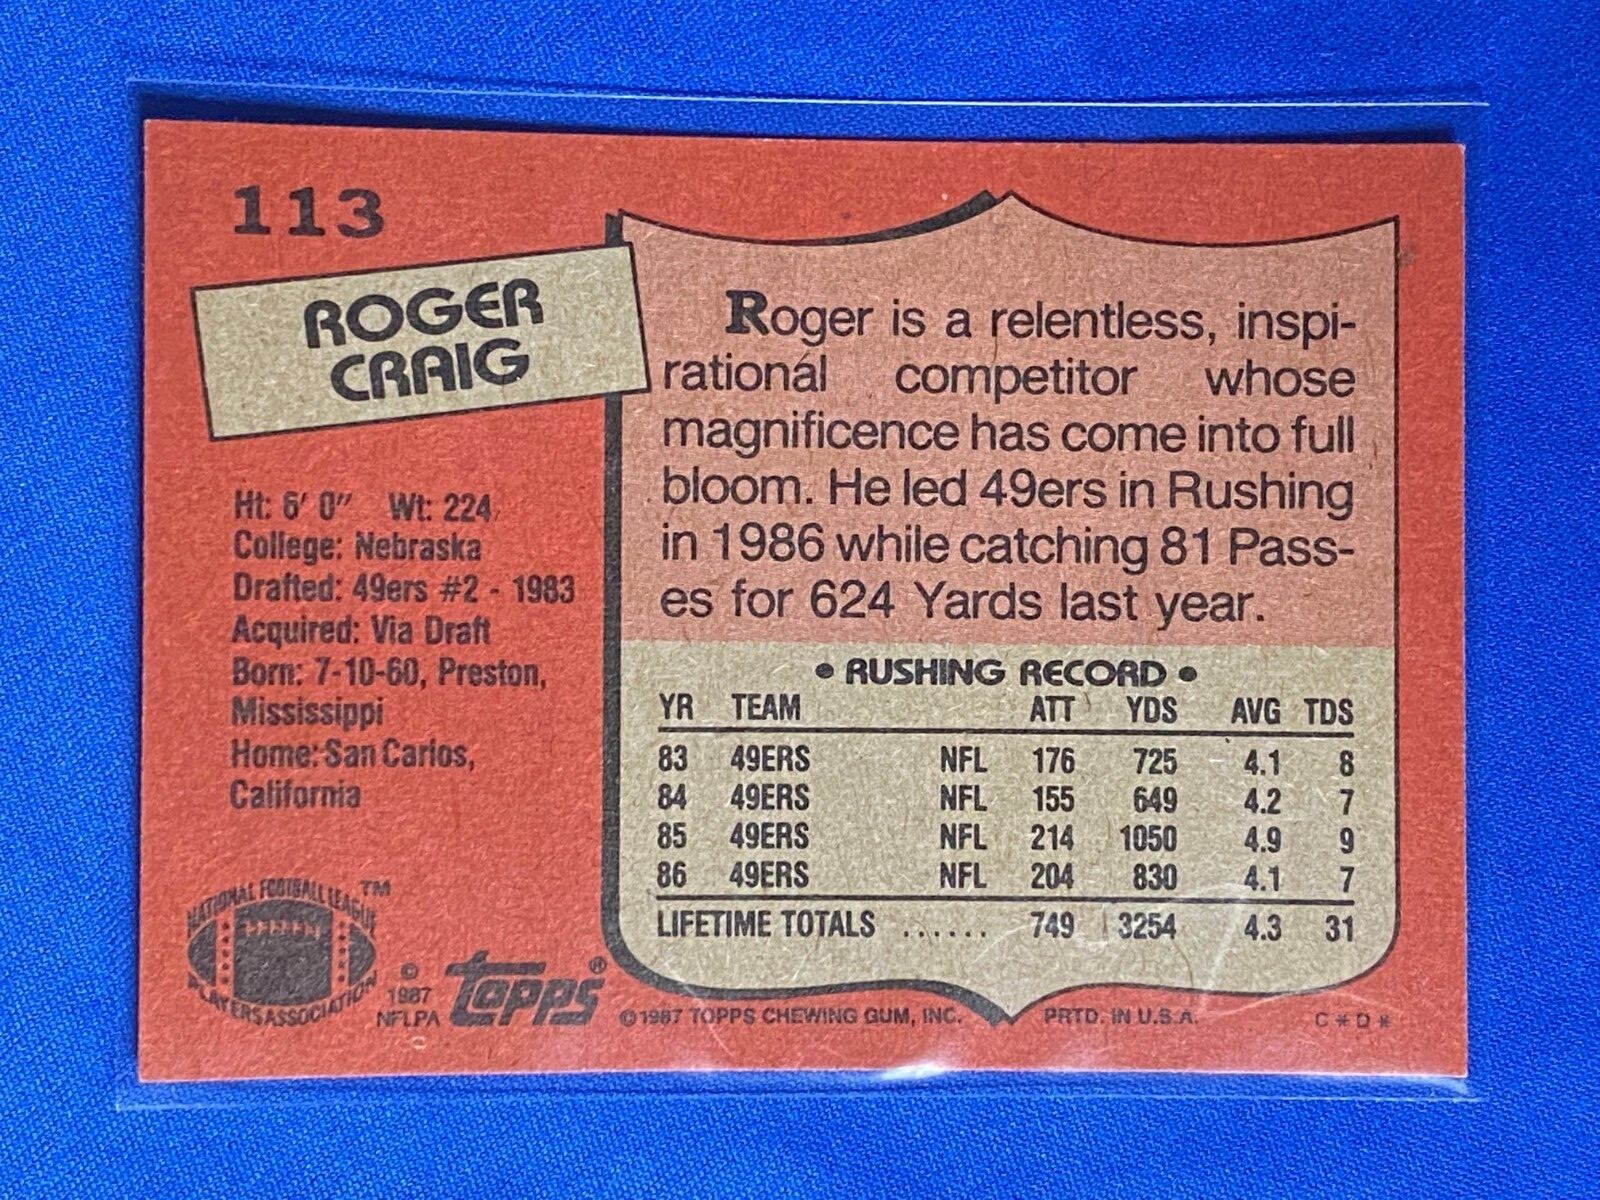 113
ROGER
CRAIG
Ht: 6' 0" Wt: 224
College: Nebraska
Drafted: 49ers #2 - 1983
Acquired: Via Draft
Born: 7-10-60, Preston,
Mississippi
Home: San Carlos,
California
NATIONAL FOOTBALL LEAGUE™
PLAYERS ASSOCIATION
©
1987
NFLPA
topps®
Roger is a relentless, inspi-
rational competitor whose
magnificence has come into full
bloom. He led 49ers in Rushing
in 1986 while catching 81 Pass-
es for 624 Yards last year.
• RUSHING RECORD •
YR TEAM ATT YDS AVG TDS
83 49ERS NFL 176 725 4.1 8
84 49ERS NFL 155 649 4.2 7
85 49ERS NFL 214 1050 4.9 9
86 49ERS NFL 204 830 4.1 7
LIFETIME TOTALS ...... 749 3254 4.3 31
©1987 TOPPS CHEWING GUM, INC. PRTD. IN U.S.A. C*D*